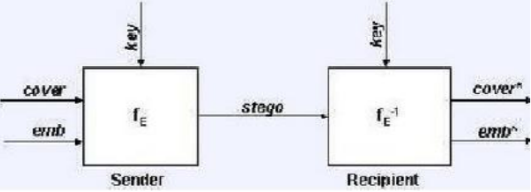 key
key
cover
f_E
stego
f_E^-1
cover*
emb
emb*
Sender
Recipient